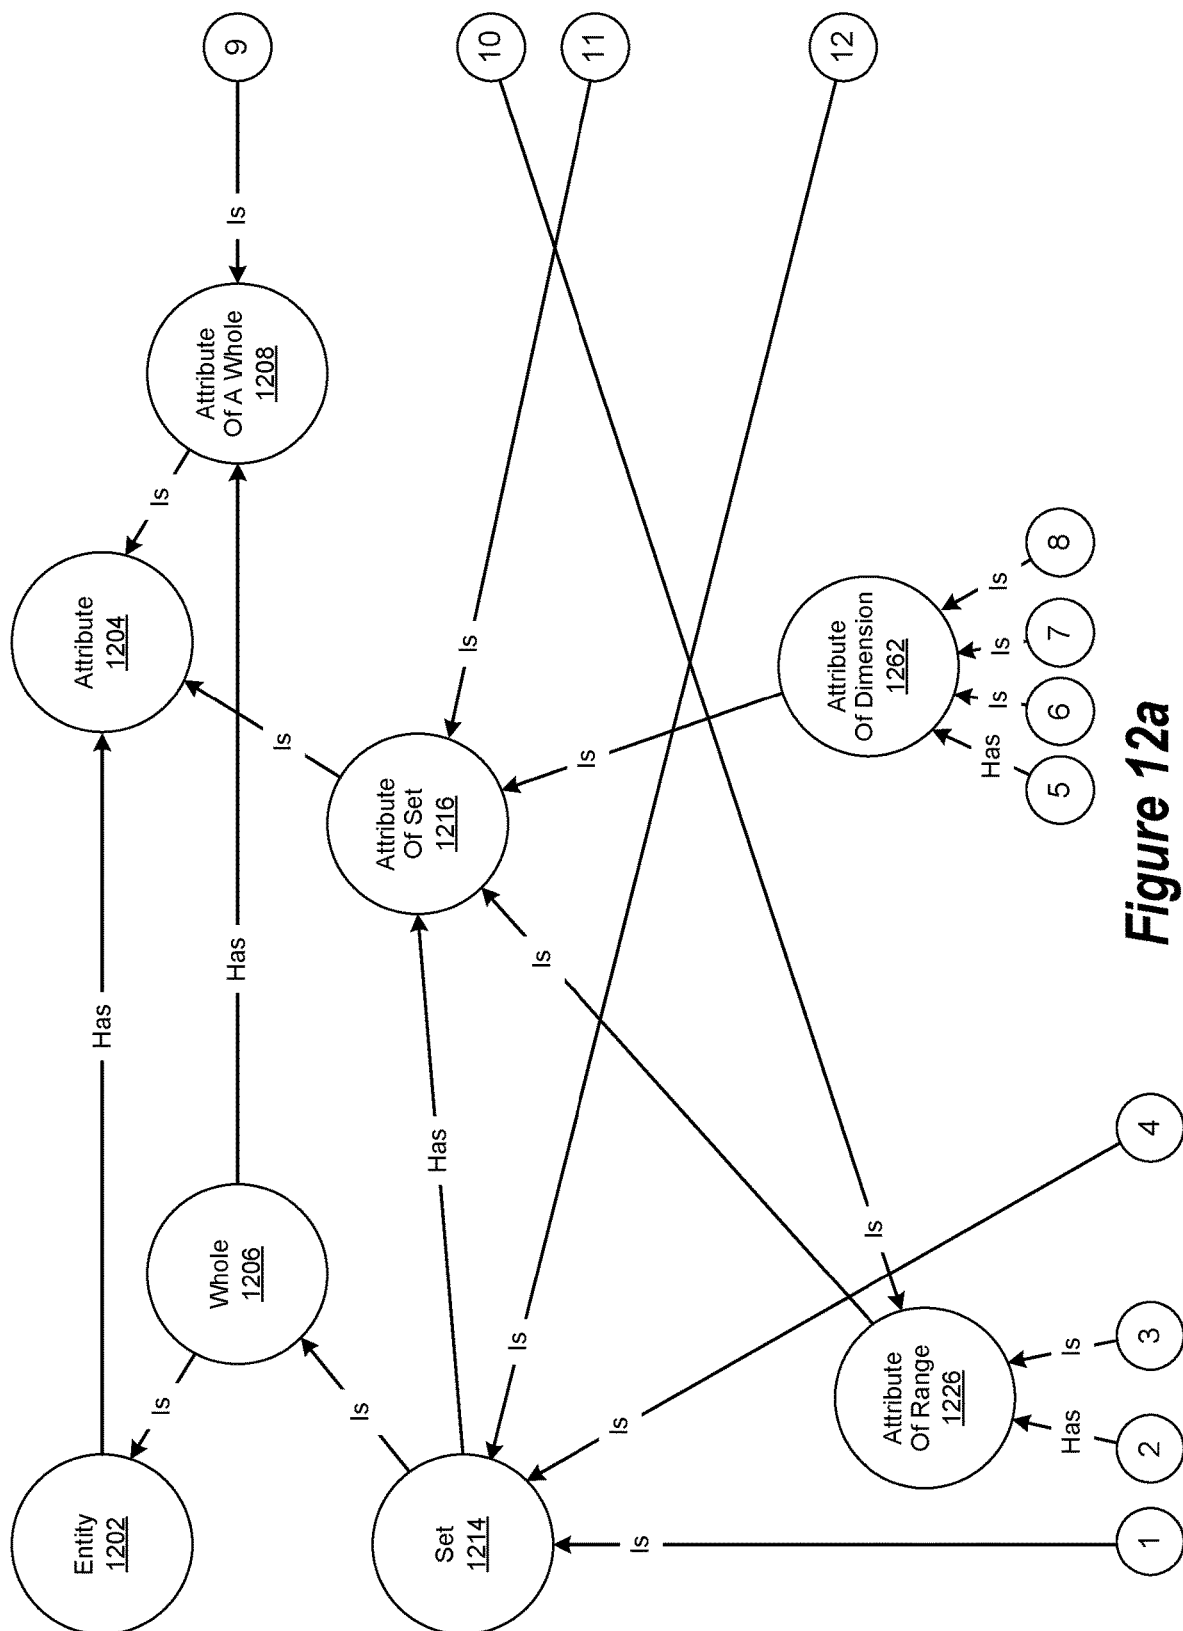 Entity
1202
Has
Attribute
1204
Is
Is
Whole
1206
Has
Attribute
Of A Whole
1208
Is
9
Is
Is
Attribute
Of Set
1216
Has
Set
1214
Is
10
Is
Is
Is
11
Is
Is
12
Attribute
Of Dimension
1262
Is
Attribute
Of Range
1226
Has
Is
Is
Is
5
6
7
8
Has
Is
1
2
3
4
Figure 12a